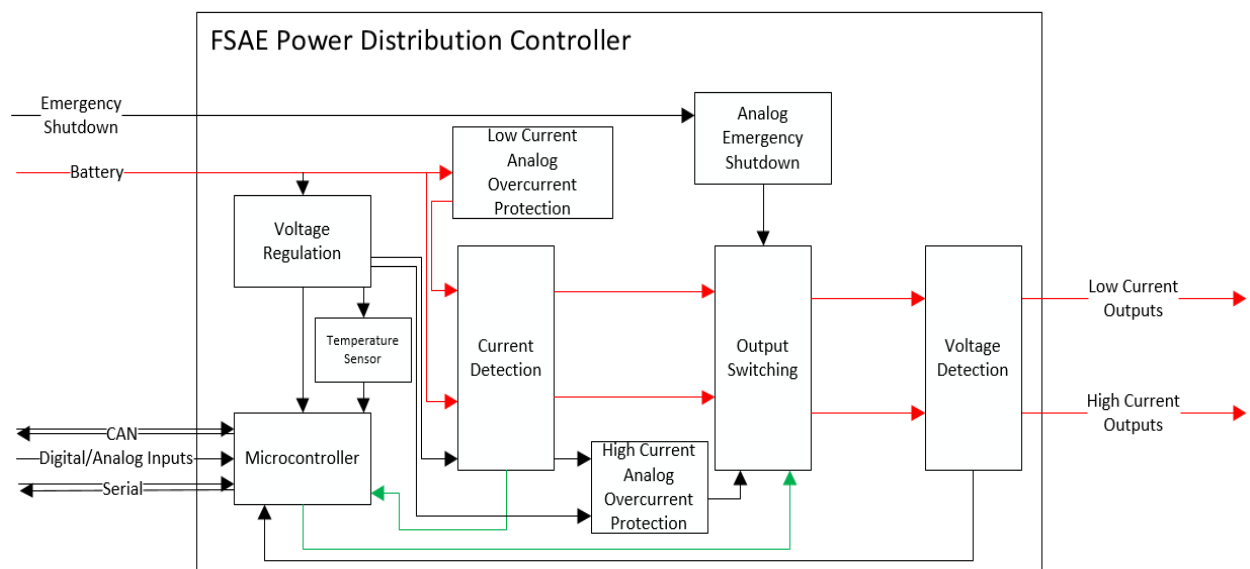 FSAE Power Distribution Controller
Emergency
Shutdown
Analog
Emergency
Shutdown
Low Current
Analog
Overcurrent
Protection
Battery
Voltage
Regulation
Temperature
Sensor
Current
Detection
Output
Switching
Voltage
Detection
Low Current
Outputs
High Current
Outputs
CAN
Digital/Analog Inputs
Serial
Microcontroller
High Current
Analog
Overcurrent
Protection